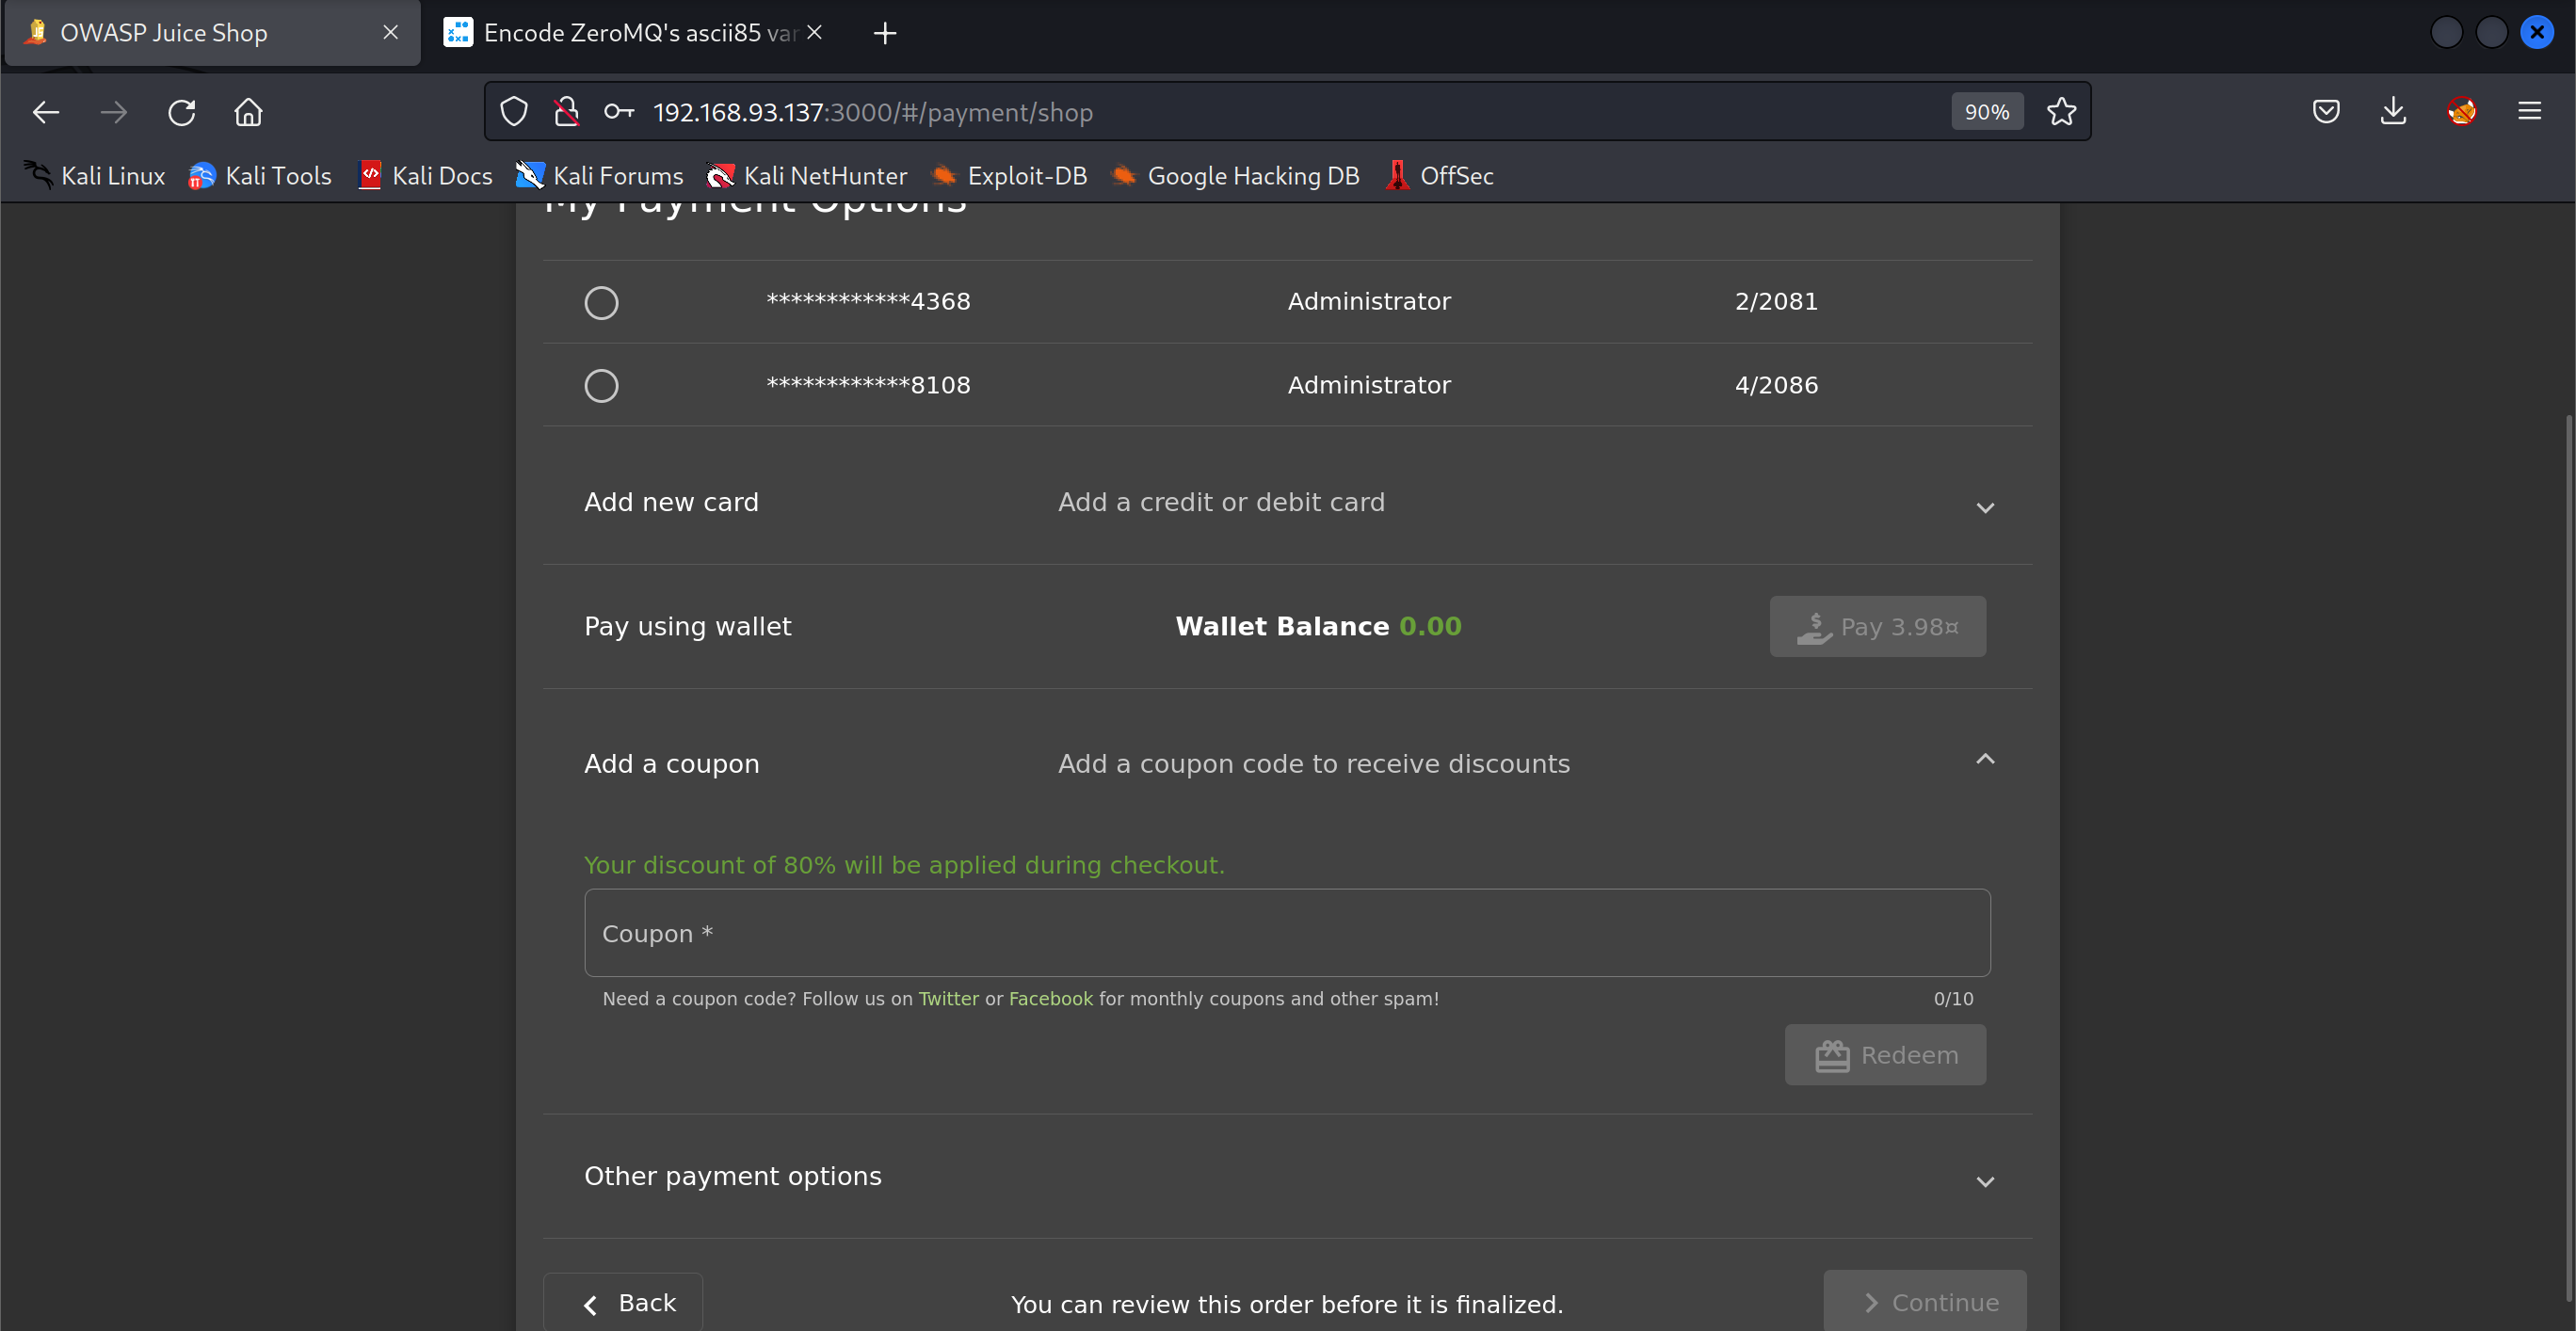 OWASP Juice Shop
Encode ZeroMQ's ascii85 var
192.168.93.137:3000/#/payment/shop
90%
Kali Linux
Kali Tools
Kali Docs
Kali Forums
Kali NetHunter
Exploit-DB
Google Hacking DB
OffSec
My Payment Options
************4368 Administrator 2/2081
************8108 Administrator 4/2086
Add new card Add a credit or debit card
Pay using wallet Wallet Balance 0.00 Pay 3.98¤
Add a coupon Add a coupon code to receive discounts
Your discount of 80% will be applied during checkout.
Coupon *
Need a coupon code? Follow us on Twitter or Facebook for monthly coupons and other spam! 0/10
Redeem
Other payment options
Back You can review this order before it is finalized. Continue